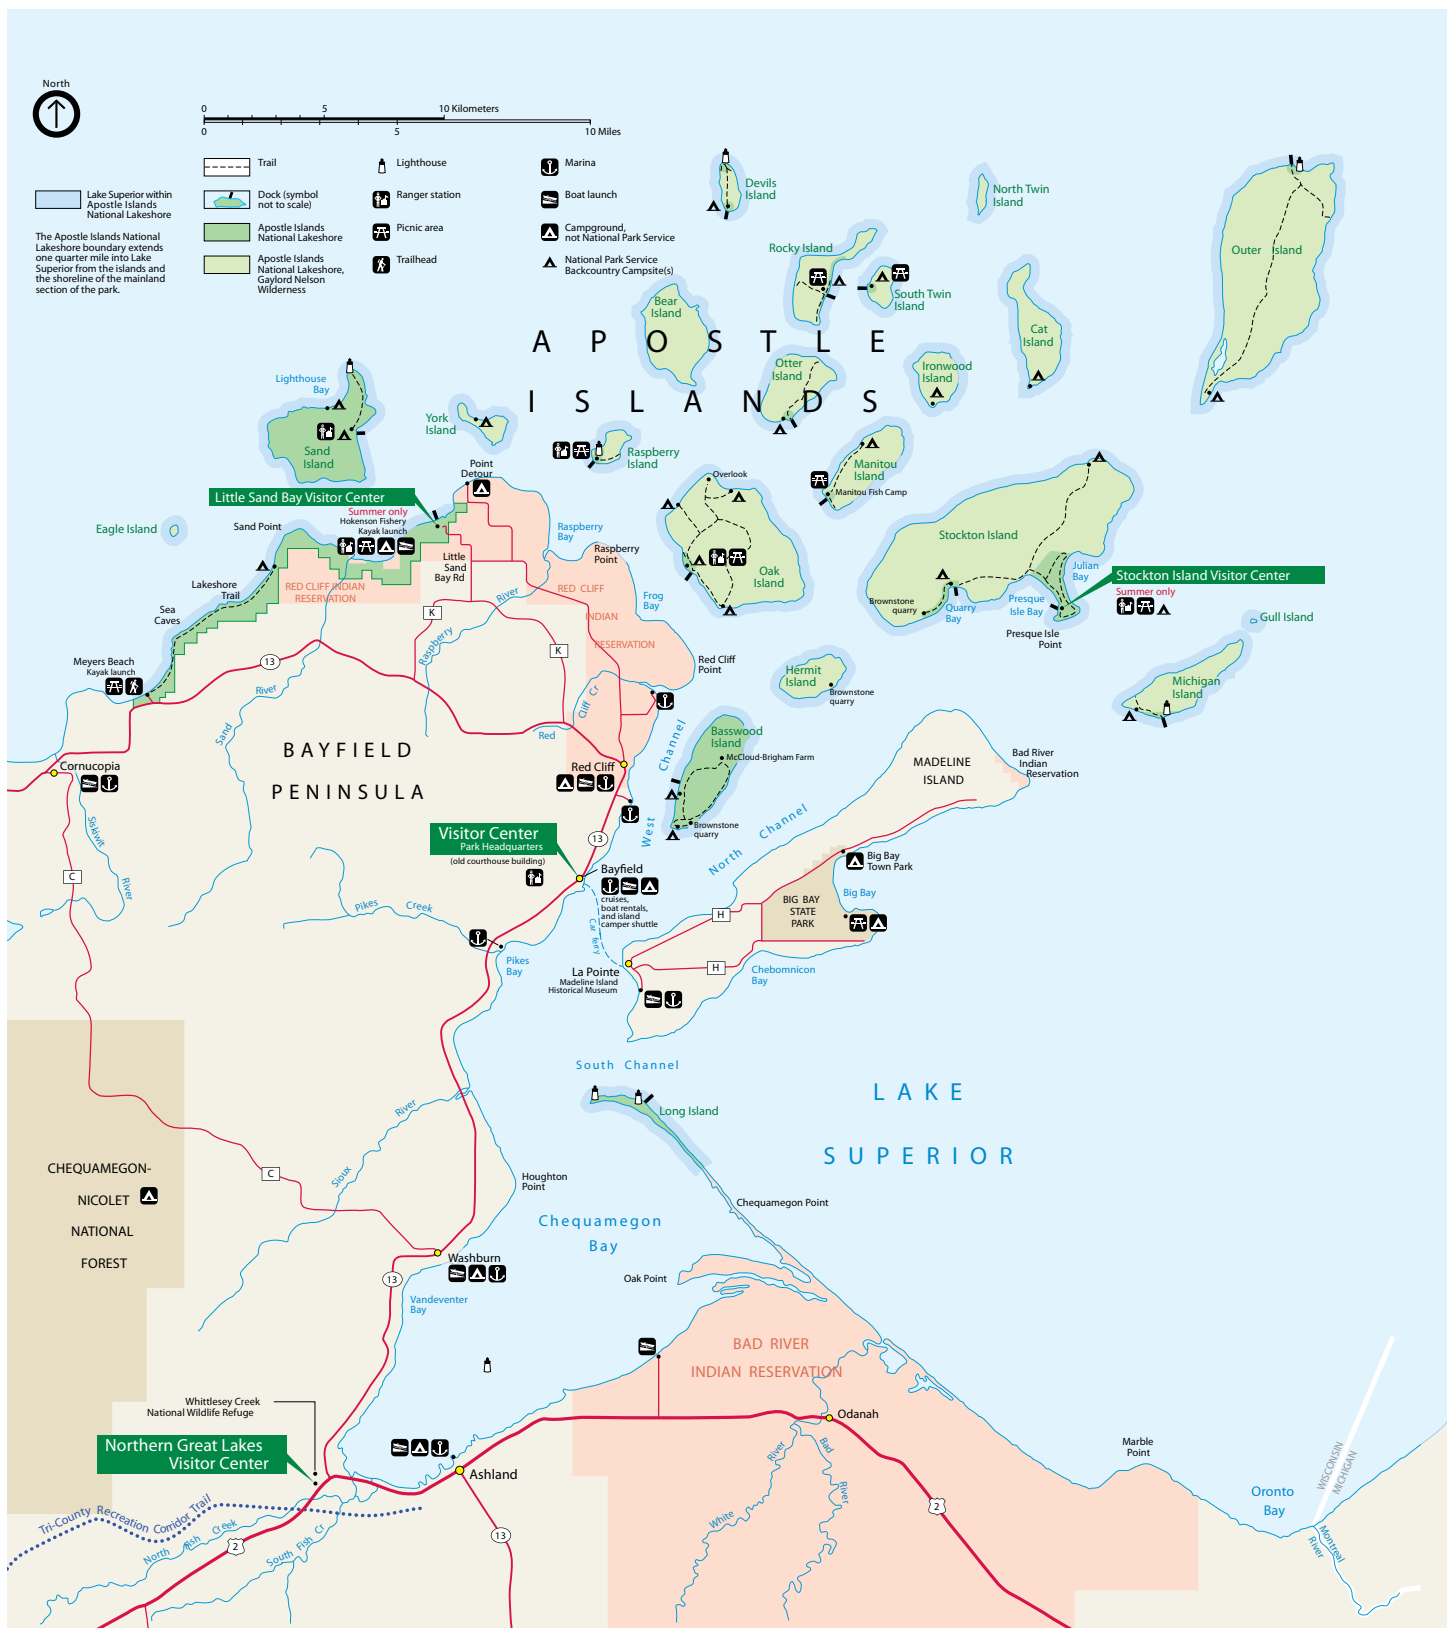 North
0 5 10 Kilometers
0 5 10 Miles
Trail
Lighthouse
Marina
Lake Superior within
Apostle Islands
National Lakeshore
Dock (symbol
not to scale)
Ranger station
Boat launch
The Apostle Islands National
Lakeshore boundary extends
one quarter mile into Lake
Superior from the islands and
the shoreline of the mainland
section of the park.
Apostle Islands
National Lakeshore
Picnic area
Campground,
not National Park Service
Apostle Islands
National Lakeshore,
Gaylord Nelson
Wilderness
Trailhead
National Park Service
Backcountry Campsite(s)
Devils
Island
North Twin
Island
Outer Island
Rocky Island
South Twin
Island
Bear
Island
Cat
Island
APOSTLE
ISLANDS
Otter
Island
Ironwood
Island
Lighthouse
Bay
Sand
Island
York
Island
Raspberry
Island
Manitou
Island
Manitou Fish Camp
Overlook
Oak
Island
Point
Detour
Little Sand Bay Visitor Center
Summer only
Hokenson Fishery
Kayak launch
Eagle Island
Sand Point
Lakeshore
Trail
Sea
Caves
Meyers Beach
Kayak launch
RED CLIFF INDIAN
RESERVATION
Little
Sand
Bay Rd
Raspberry
Bay
Raspberry
Point
RED CLIFF
INDIAN
RESERVATION
Frog
Bay
Red Cliff
Point
Raspberry
River
K
K
13
Stockton Island
Julian
Bay
Stockton Island Visitor Center
Summer only
Brownstone
quarry
Quarry
Bay
Presque
Isle Bay
Presque Isle
Point
Gull Island
Michigan
Island
Hermit
Island
Brownstone
quarry
Sand
River
Red
Cliff Cr
BAYFIELD
PENINSULA
Cornucopia
Siskiwit
River
C
Red Cliff
West
Channel
Basswood
Island
McCloud-Brigham Farm
Brownstone
quarry
MADELINE
ISLAND
Bad River
Indian
Reservation
North Channel
Visitor Center
Park Headquarters
(old courthouse building)
13
Bayfield
cruises,
boat rentals,
and island
camper shuttle
Car ferry
Big Bay
Town Park
Big Bay
BIG BAY
STATE
PARK
H
H
Pikes Creek
Pikes
Bay
La Pointe
Madeline Island
Historical Museum
Chebomnicon
Bay
South Channel
Long Island
LAKE
SUPERIOR
CHEQUAMEGON-
NICOLET
NATIONAL
FOREST
C
Sioux
River
Houghton
Point
Chequamegon Point
Chequamegon
Bay
Oak Point
Washburn
13
Vandeventer
Bay
BAD RIVER
INDIAN RESERVATION
Odanah
Whittlesey Creek
National Wildlife Refuge
Northern Great Lakes
Visitor Center
Ashland
Tri-County Recreation Corridor Trail
North Fish Creek
South Fish Cr
2
13
White
River
Bad
River
2
Marble
Point
Oronto
Bay
WISCONSIN
MICHIGAN
Montreal
River